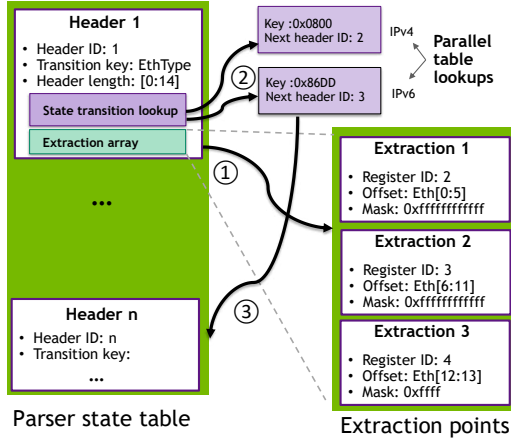 Header 1
• Header ID: 1
• Transition key: EthType
• Header length: [0:14]
State transition lookup
Extraction array
...
Header n
• Header ID: n
• Transition key:
...
Parser state table
Key :0x0800
Next header ID: 2
Key :0x86DD
Next header ID: 3
IPv4
IPv6
Parallel
table
lookups
②
①
③
Extraction 1
• Register ID: 2
• Offset: Eth[0:5]
• Mask: 0xffffffffffff
Extraction 2
• Register ID: 3
• Offset: Eth[6:11]
• Mask: 0xffffffffffff
Extraction 3
• Register ID: 4
• Offset: Eth[12:13]
• Mask: 0xffff
Extraction points